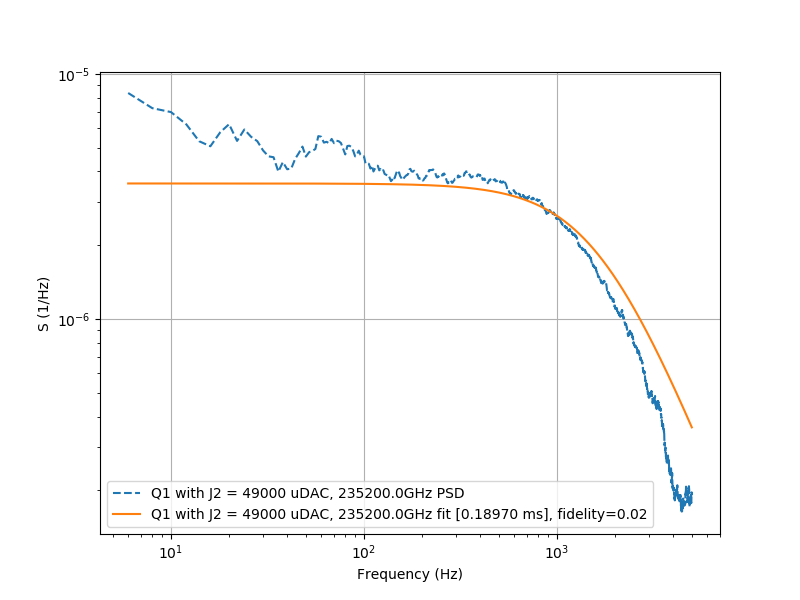 10⁻⁵
10⁻⁶
S (1/Hz)
Q1 with J2 = 49000 uDAC, 235200.0GHz PSD
Q1 with J2 = 49000 uDAC, 235200.0GHz fit [0.18970 ms], fidelity=0.02
10¹ 10² 10³
Frequency (Hz)